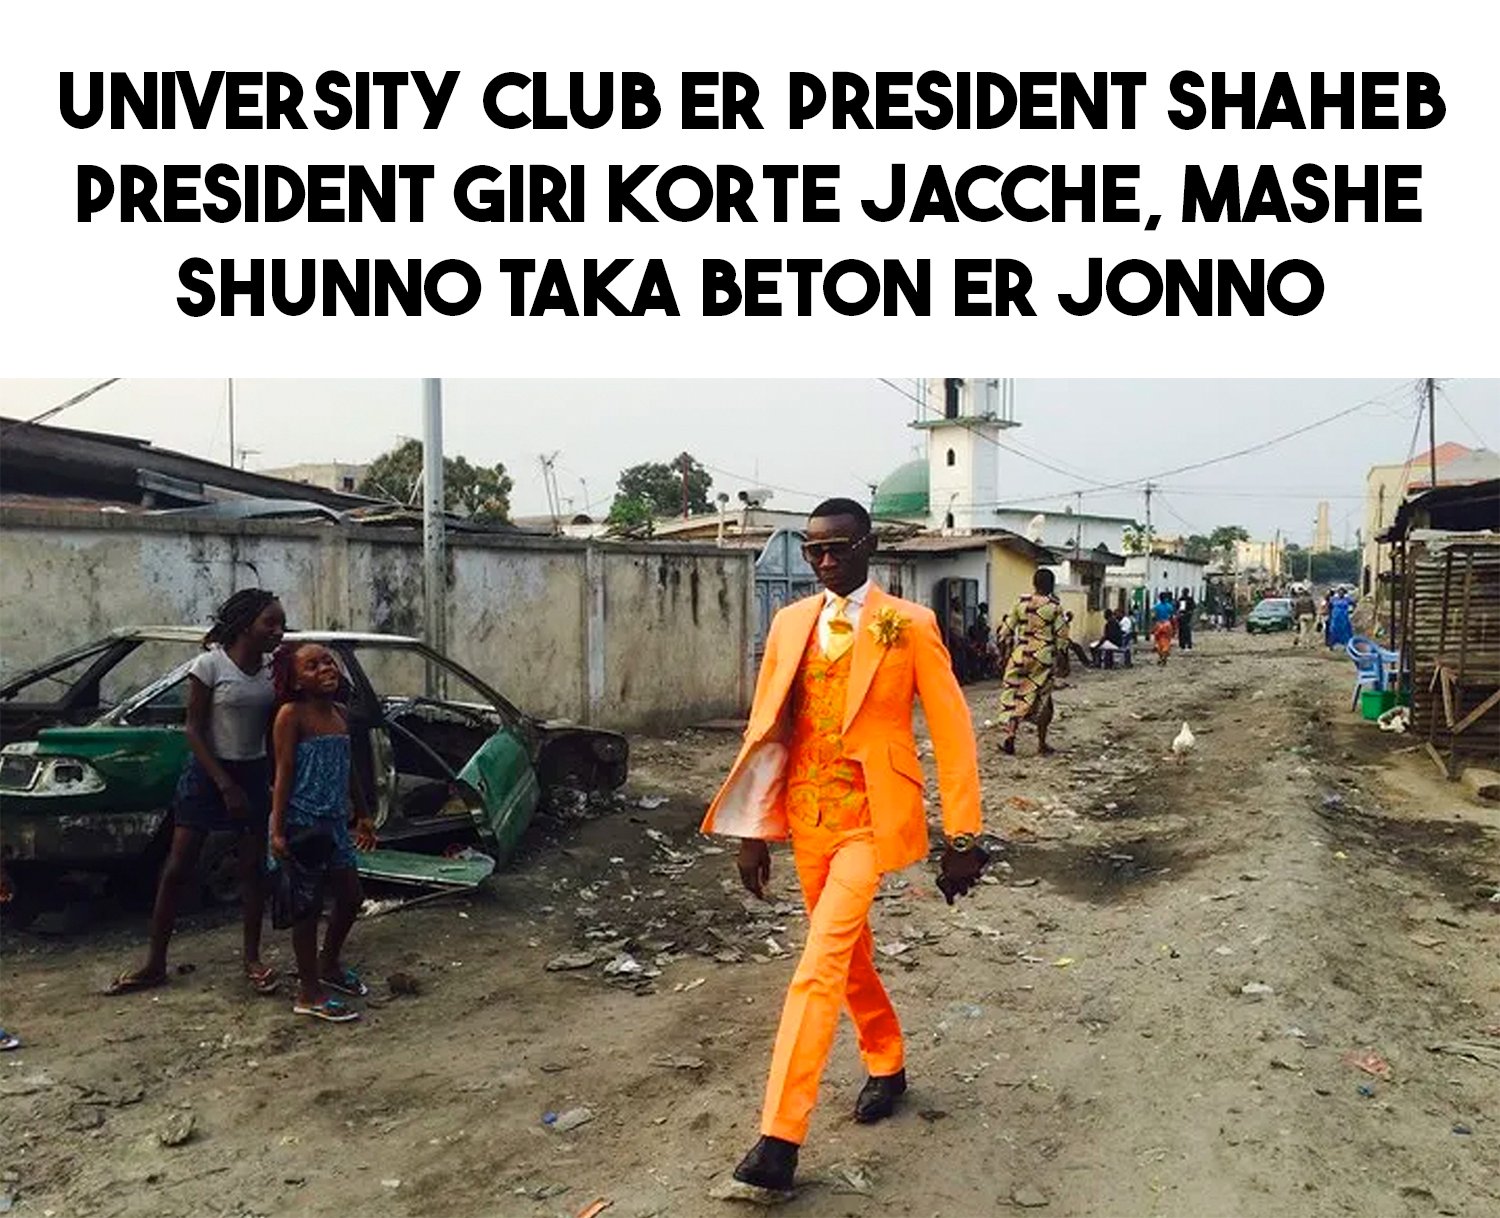 UNIVERSITY CLUB ER PRESIDENT SHAHEB
PRESIDENT GIRI KORTE JACCHE, MASHE
SHUNNO TAKA BETON ER JONNO